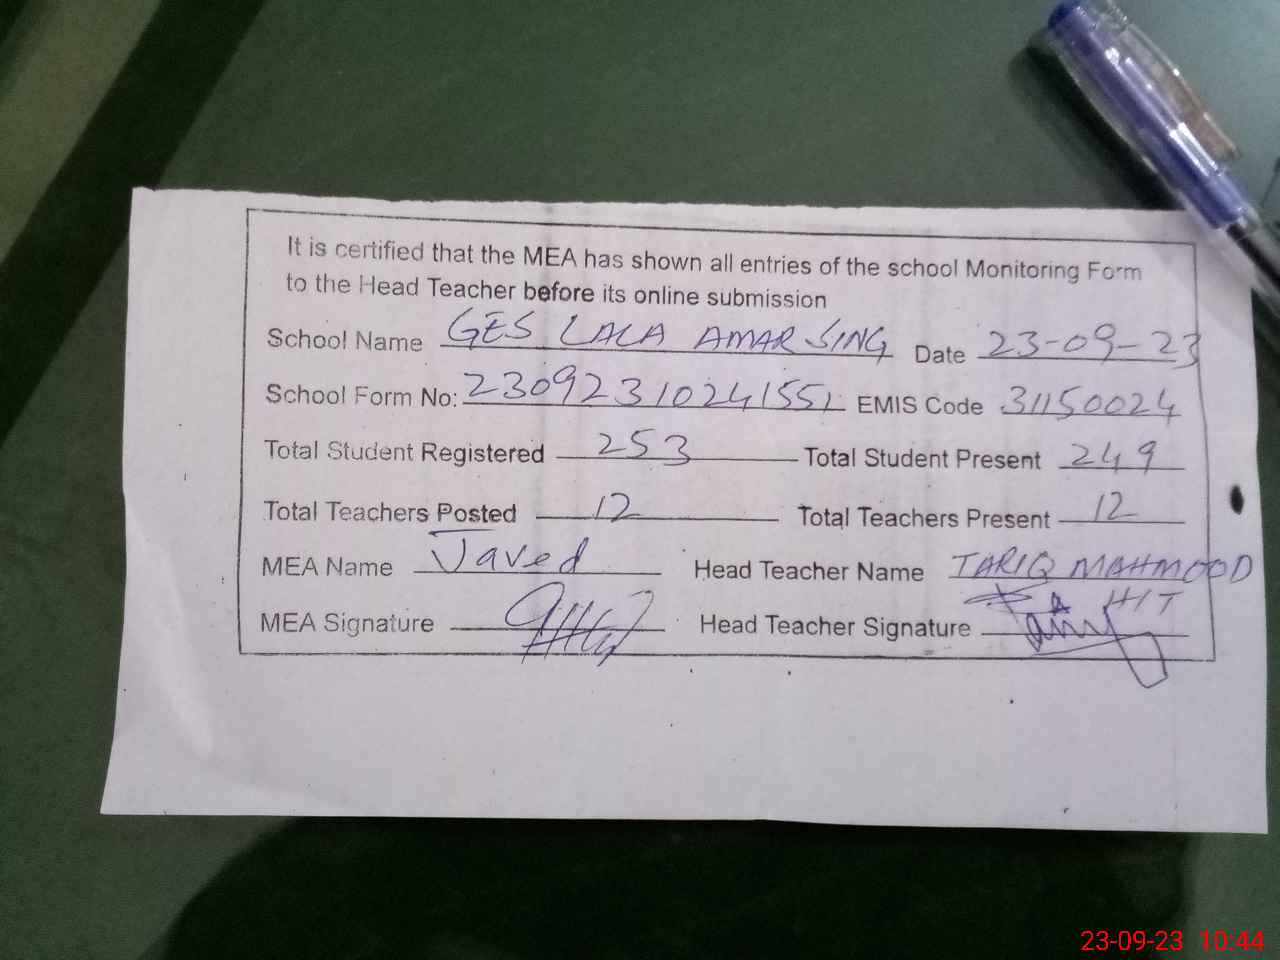 It is certified that the MEA has shown all entries of the school Monitoring Form
to the Head Teacher before its online submission
School Name GES LALA AMAR SING Date 23-09-23
School Form No: 23092310241551 EMIS Code 31150024
Total Student Registered 253 Total Student Present 249
Total Teachers Posted 12 Total Teachers Present 12
MEA Name Javed Head Teacher Name TARIQ MAHMOOD
H/T
MEA Signature Head Teacher Signature
23-09-23 10:44